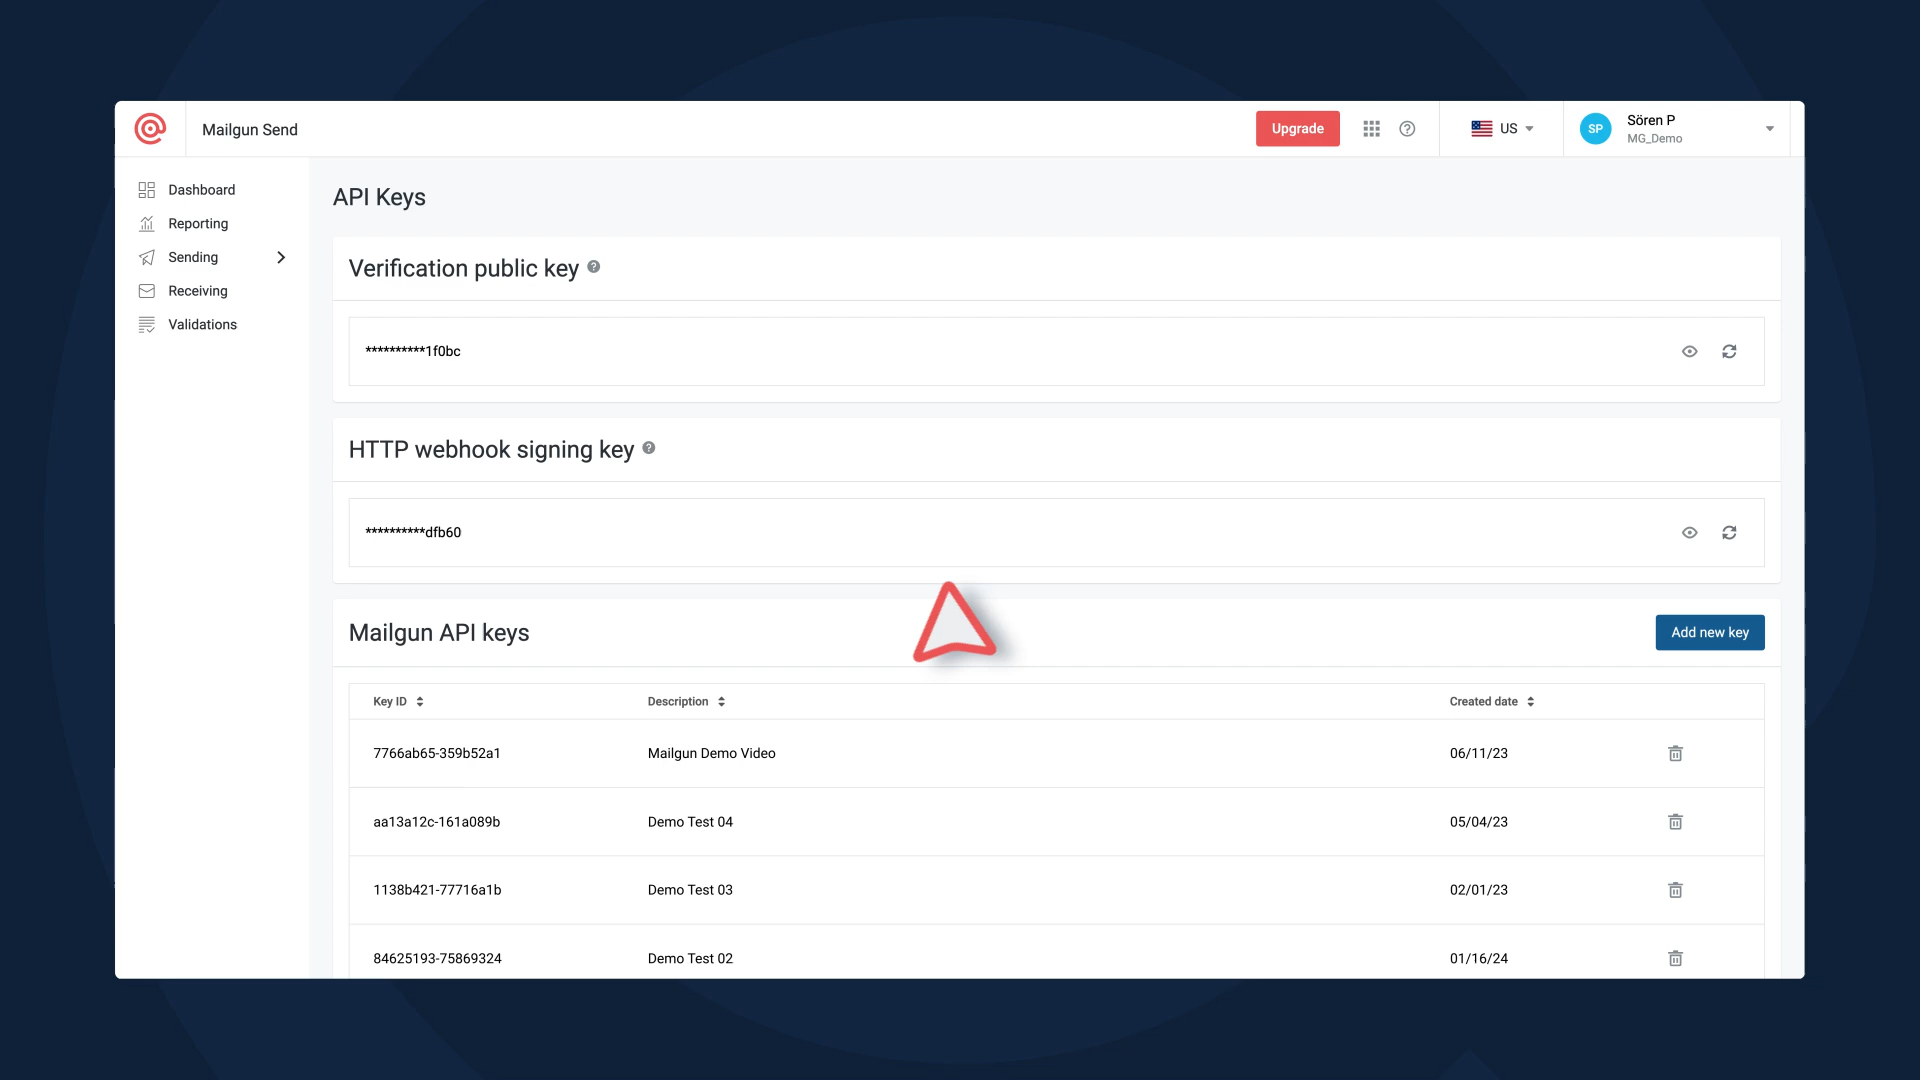 Mailgun Send
Upgrade
US
SP
Sören P
MG_Demo
Dashboard
Reporting
Sending
Receiving
Validations
API Keys
Verification public key
**********1f0bc
HTTP webhook signing key
**********dfb60
Mailgun API keys
Add new key
Key ID Description Created date
7766ab65-359b52a1 Mailgun Demo Video 06/11/23
aa13a12c-161a089b Demo Test 04 05/04/23
1138b421-77716a1b Demo Test 03 02/01/23
84625193-75869324 Demo Test 02 01/16/24